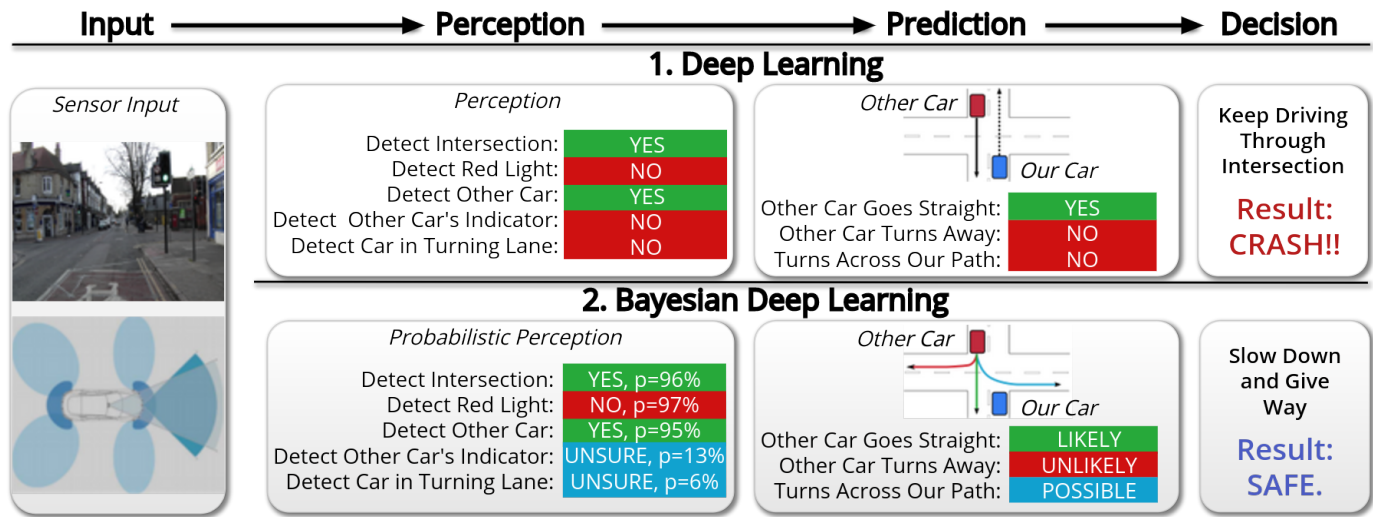 Input
Perception
Prediction
Decision
1. Deep Learning
Sensor Input
Perception
Detect Intersection: YES
Detect Red Light: NO
Detect Other Car: YES
Detect  Other Car's Indicator: NO
Detect Car in Turning Lane: NO
Other Car
Our Car
Other Car Goes Straight: YES
Other Car Turns Away: NO
Turns Across Our Path: NO
Keep Driving
Through
Intersection
Result:
CRASH!!
2. Bayesian Deep Learning
Probabilistic Perception
Detect Intersection: YES, p=96%
Detect Red Light: NO, p=97%
Detect Other Car: YES, p=95%
Detect Other Car's Indicator: UNSURE, p=13%
Detect Car in Turning Lane: UNSURE, p=6%
Other Car
Our Car
Other Car Goes Straight: LIKELY
Other Car Turns Away: UNLIKELY
Turns Across Our Path: POSSIBLE
Slow Down
and Give
Way
Result:
SAFE.